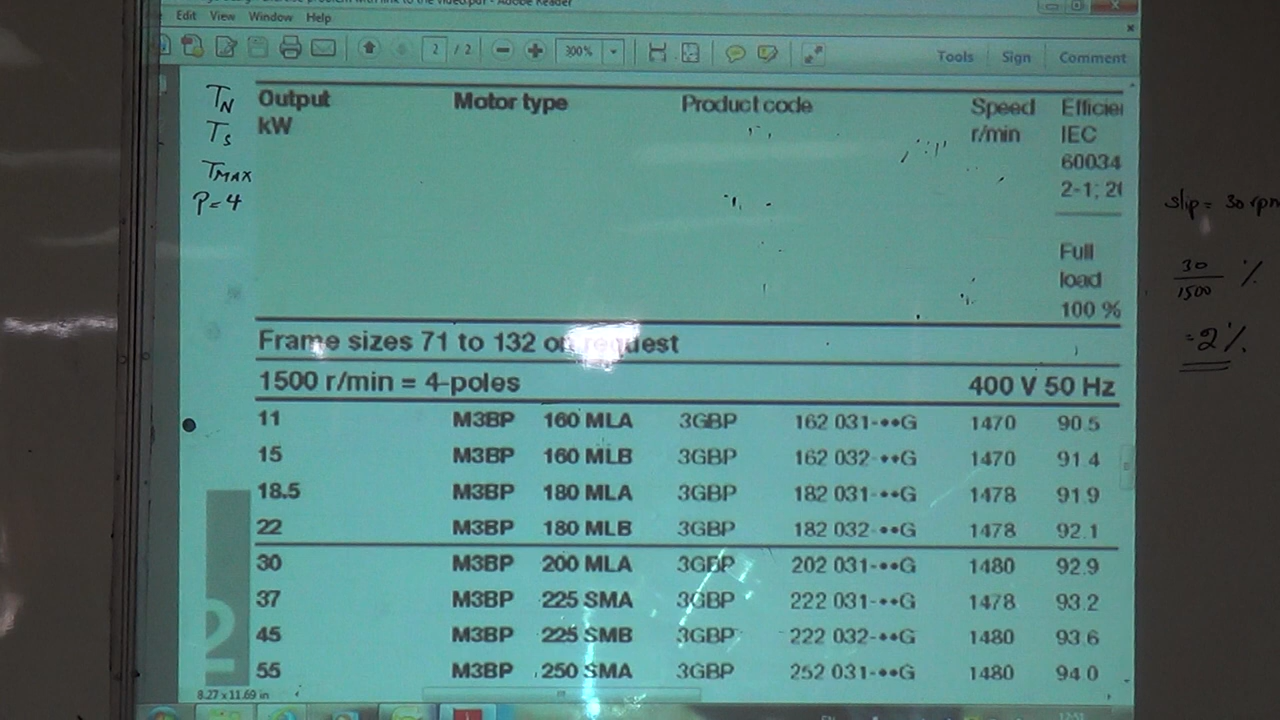 Edit View Window Help
2 / 2 300% Tools Sign Comment
TN
TS
TMAX
P=4
Output Motor type Product code Speed Efficie
kW r/min IEC
60034
2-1; 2
Full
load
100 %
Frame sizes 71 to 132 on request
1500 r/min = 4-poles 400 V 50 Hz
11 M3BP 160 MLA 3GBP 162 031-••G 1470 90.5
15 M3BP 160 MLB 3GBP 162 032-••G 1470 91.4
18.5 M3BP 180 MLA 3GBP 182 031-••G 1478 91.9
22 M3BP 180 MLB 3GBP 182 032-••G 1478 92.1
30 M3BP 200 MLA 3GBP 202 031-••G 1480 92.9
37 M3BP 225 SMA 3GBP 222 031-••G 1478 93.2
45 M3BP 225 SMB 3GBP 222 032-••G 1480 93.6
55 M3BP 250 SMA 3GBP 252 031-••G 1480 94.0
2
8.27 x 11.69 in
slip = 30 rpm
30
1500 %
=2%